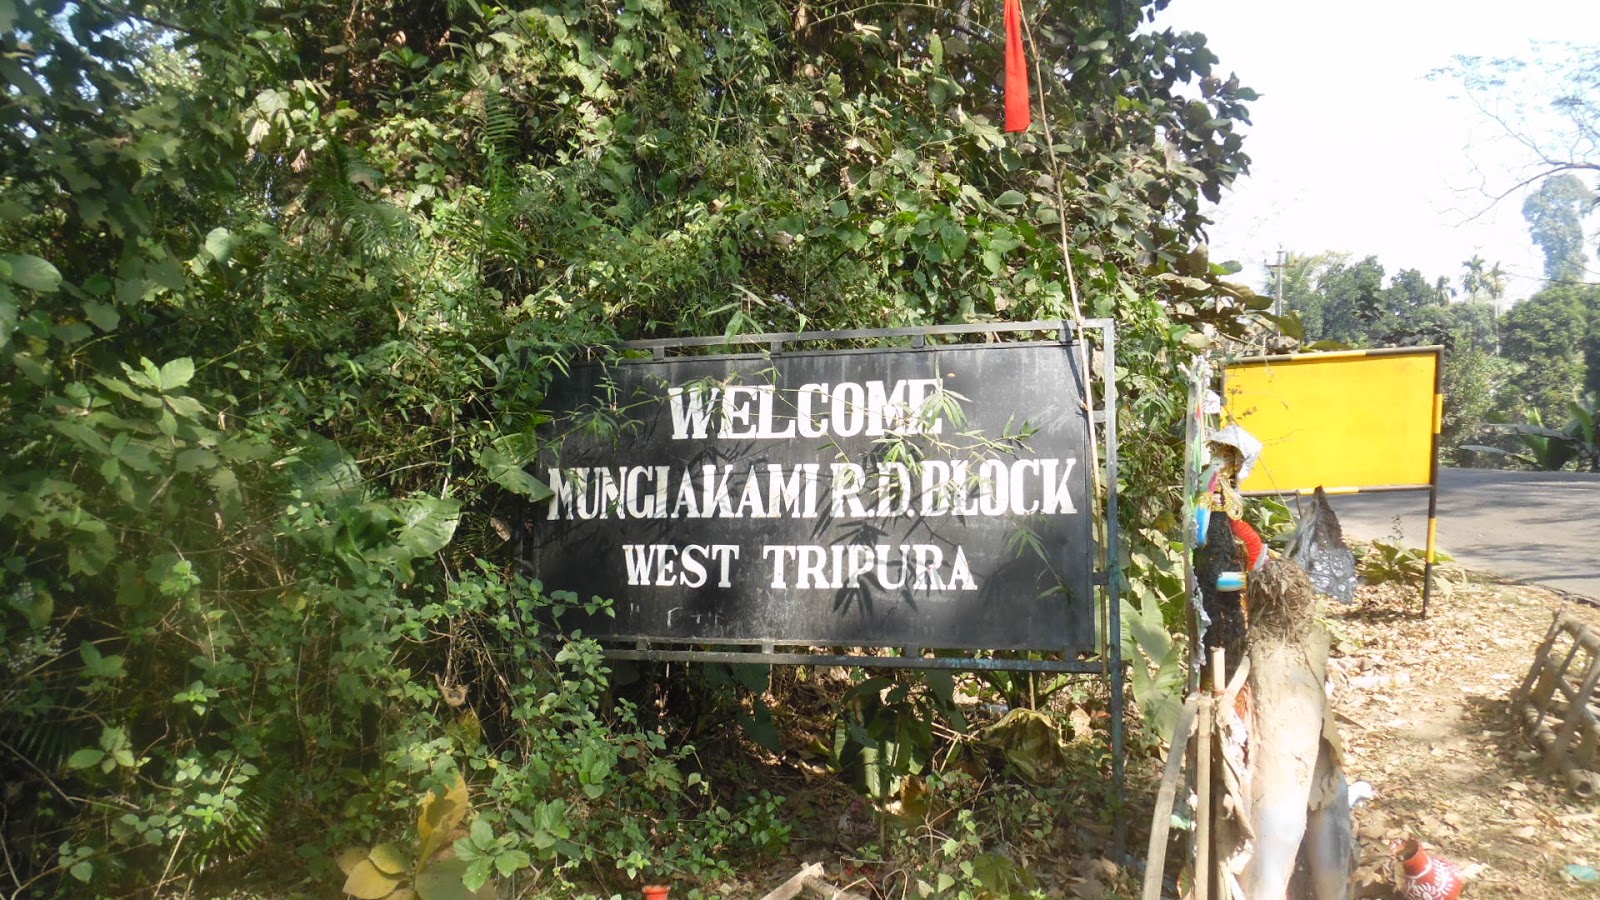 WELCOME
MUNGIAKAMI R.D. BLOCK
WEST TRIPURA